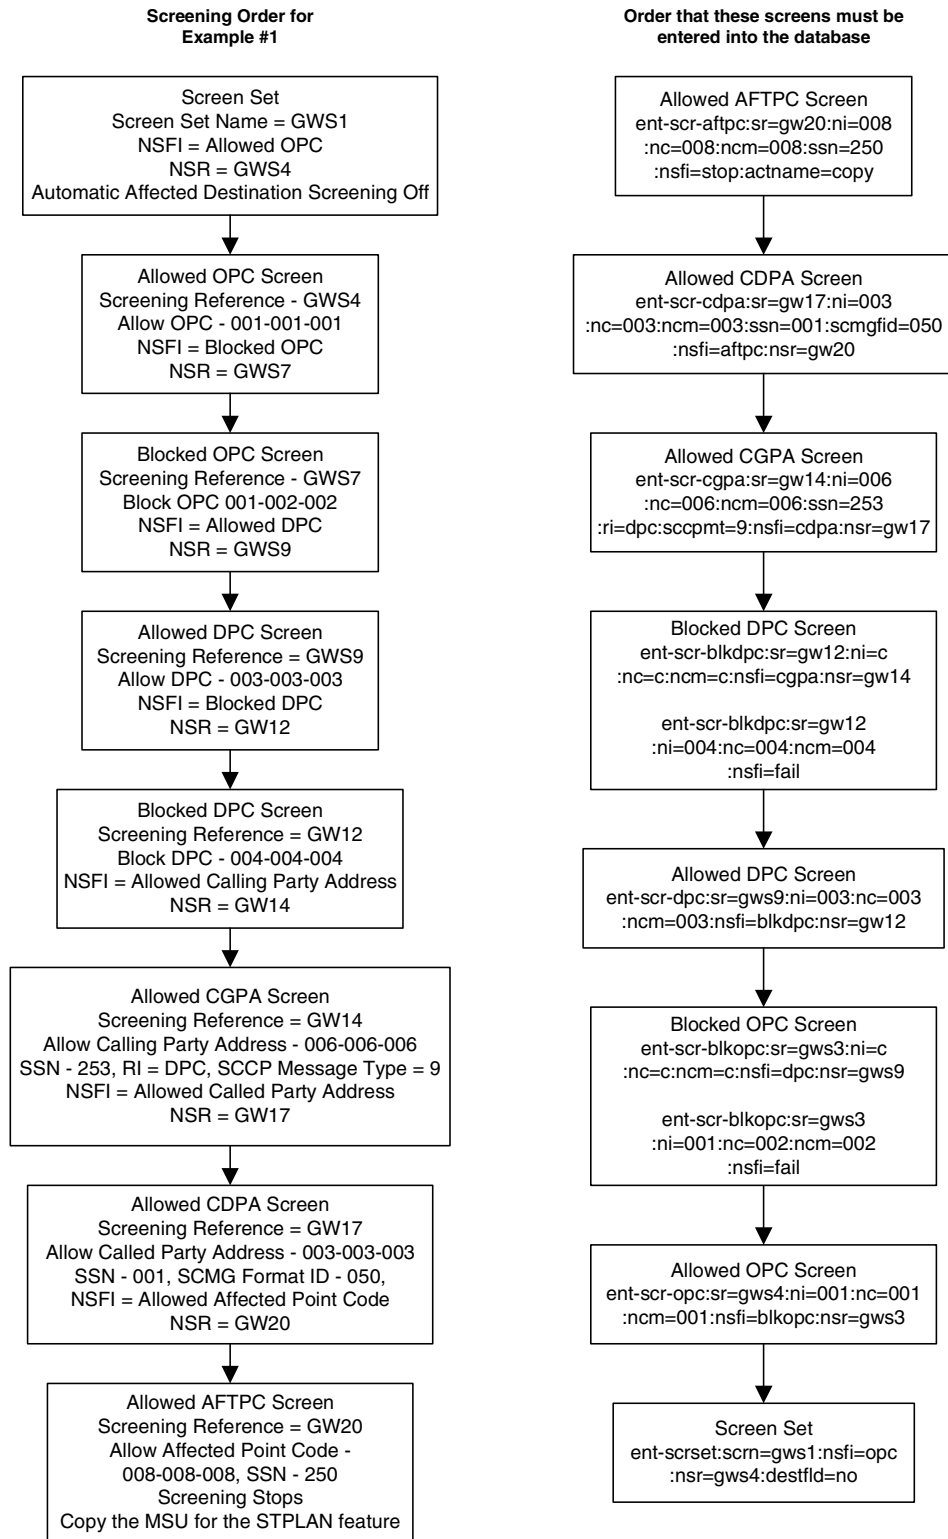 Screening Order for
Example #1
Screen Set
Screen Set Name = GWS1
NSFI = Allowed OPC
NSR = GWS4
Automatic Affected Destination Screening Off
Allowed OPC Screen
Screening Reference - GWS4
Allow OPC - 001-001-001
NSFI = Blocked OPC
NSR = GWS7
Blocked OPC Screen
Screening Reference - GWS7
Block OPC 001-002-002
NSFI = Allowed DPC
NSR = GWS9
Allowed DPC Screen
Screening Reference = GWS9
Allow DPC - 003-003-003
NSFI = Blocked DPC
NSR = GW12
Blocked DPC Screen
Screening Reference = GW12
Block DPC - 004-004-004
NSFI = Allowed Calling Party Address
NSR = GW14
Allowed CGPA Screen
Screening Reference = GW14
Allow Calling Party Address - 006-006-006
SSN - 253, RI = DPC, SCCP Message Type = 9
NSFI = Allowed Called Party Address
NSR = GW17
Allowed CDPA Screen
Screening Reference = GW17
Allow Called Party Address - 003-003-003
SSN - 001, SCMG Format ID - 050,
NSFI = Allowed Affected Point Code
NSR = GW20
Allowed AFTPC Screen
Screening Reference = GW20
Allow Affected Point Code -
008-008-008, SSN - 250
Screening Stops
Copy the MSU for the STPLAN feature
Order that these screens must be
entered into the database
Allowed AFTPC Screen
ent-scr-aftpc:sr=gw20:ni=008
:nc=008:ncm=008:ssn=250
:nsfi=stop:actname=copy
Allowed CDPA Screen
ent-scr-cdpa:sr=gw17:ni=003
:nc=003:ncm=003:ssn=001:scmgfid=050
:nsfi=aftpc:nsr=gw20
Allowed CGPA Screen
ent-scr-cgpa:sr=gw14:ni=006
:nc=006:ncm=006:ssn=253
:ri=dpc:sccpmt=9:nsfi=cdpa:nsr=gw17
Blocked DPC Screen
ent-scr-blkdpc:sr=gw12:ni=c
:nc=c:ncm=c:nsfi=cgpa:nsr=gw14
ent-scr-blkdpc:sr=gw12
:ni=004:nc=004:ncm=004
:nsfi=fail
Allowed DPC Screen
ent-scr-dpc:sr=gws9:ni=003:nc=003
:ncm=003:nsfi=blkdpc:nsr=gw12
Blocked OPC Screen
ent-scr-blkopc:sr=gws3:ni=c
:nc=c:ncm=c:nsfi=dpc:nsr=gws9
ent-scr-blkopc:sr=gws3
:ni=001:nc=002:ncm=002
:nsfi=fail
Allowed OPC Screen
ent-scr-opc:sr=gws4:ni=001:nc=001
:ncm=001:nsfi=blkopc:nsr=gws3
Screen Set
ent-scrset:scrn=gws1:nsfi=opc
:nsr=gws4:destfld=no